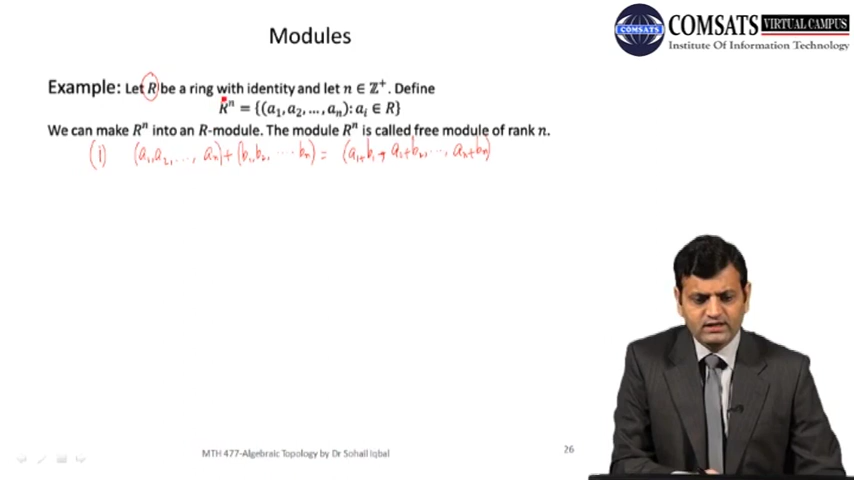 Modules
COMSATS VIRTUAL CAMPUS
Institute Of Information Technology
Example: Let R be a ring with identity and let n ∈ ℤ⁺. Define
Rⁿ = {(a₁, a₂, …, aₙ): aᵢ ∈ R}
We can make Rⁿ into an R-module. The module Rⁿ is called free module of rank n.
(i) (a₁, a₂, …, aₙ) + (b₁, b₂, … bₙ) = (a₁+b₁, a₂+b₂, …, aₙ+bₙ)
MTH 477-Algebraic Topology by Dr Sohail Iqbal
26